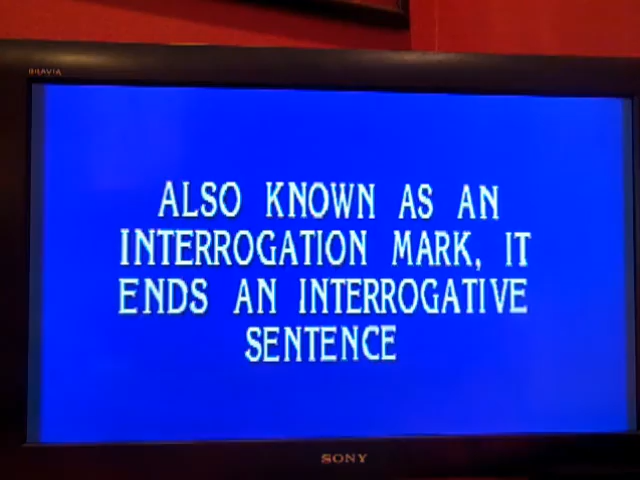 BRAVIA
ALSO KNOWN AS AN
INTERROGATION MARK, IT
ENDS AN INTERROGATIVE
SENTENCE
SONY